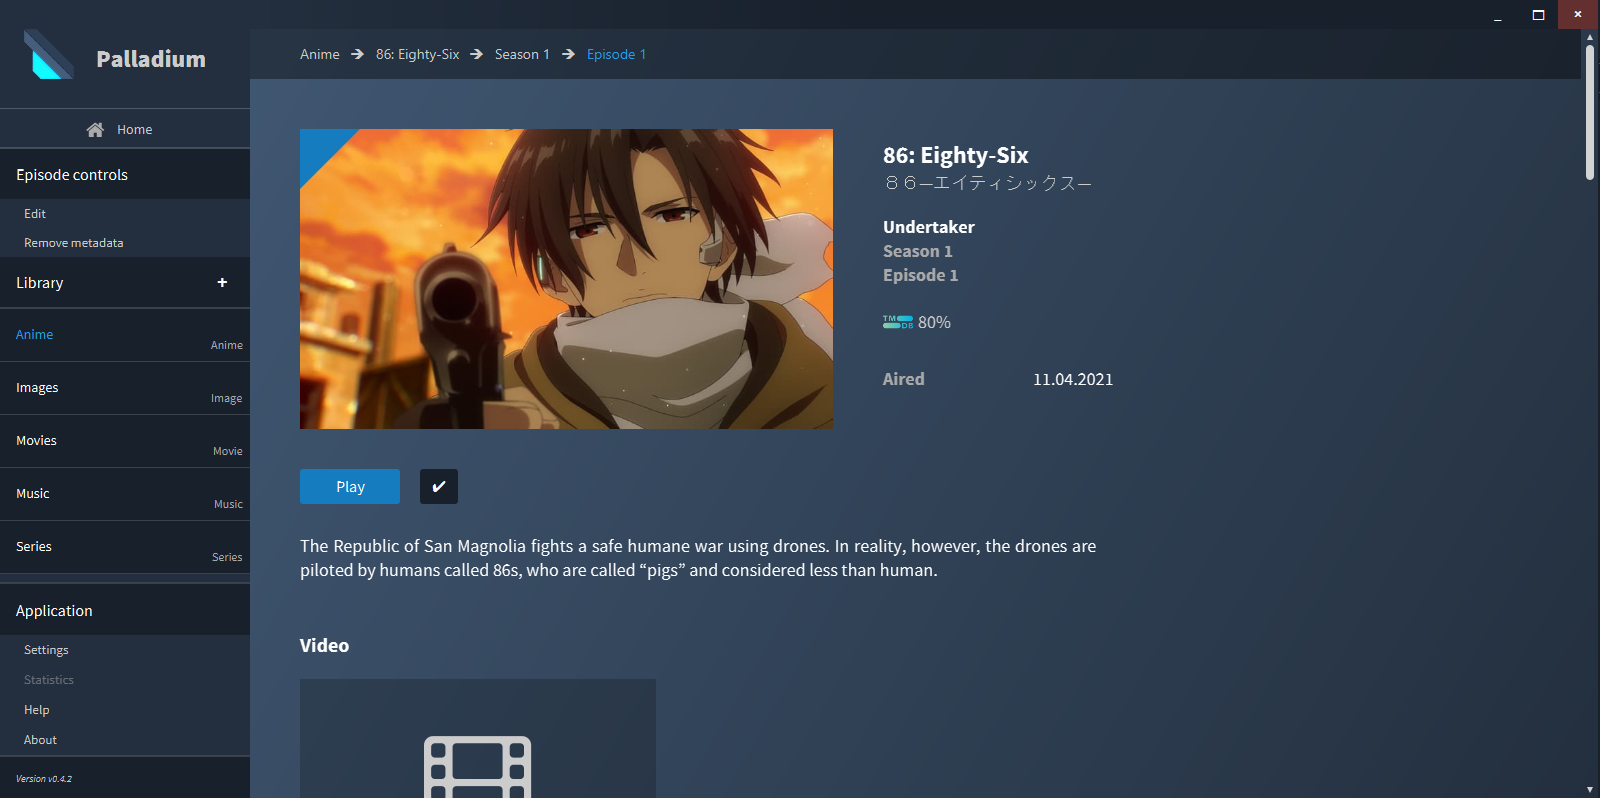 Palladium
Home
Episode controls
Edit
Remove metadata
Library +
Anime
Anime
Images
Image
Movies
Movie
Music
Music
Series
Series
Application
Settings
Statistics
Help
About
Version v0.4.2
Anime → 86: Eighty-Six → Season 1 → Episode 1
86: Eighty-Six
８６―エイティシックス―
Undertaker
Season 1
Episode 1
TMDB 80%
Aired 11.04.2021
Play ✔
The Republic of San Magnolia fights a safe humane war using drones. In reality, however, the drones are
piloted by humans called 86s, who are called “pigs” and considered less than human.
Video